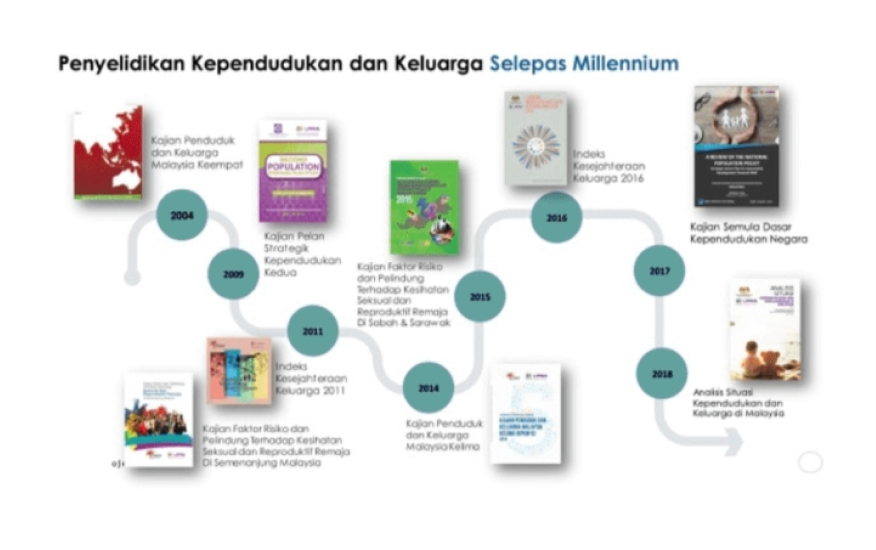 Penyelidikan Kependudukan dan Keluarga Selepas Millennium
Kajian Penduduk
dan Keluarga
Malaysia Keempat
2004
SECOND
POPULATION
Kajian Pelan
Strategik
Kependudukan
Kedua
2009
Indeks
Kesejahteraan
Keluarga 2011
2011
Kajian Faktor Risiko dan
Pelindung Terhadap Kesihatan
Seksual dan Reproduktif Remaja
Di Semenanjung Malaysia
2014
Kajian Penduduk
dan Keluarga
Malaysia Kelima
2015
Kajian Faktor Risiko
dan Pelindung
Terhadap Kesihatan
Seksual dan
Reproduktif Remaja
Di Sabah & Sarawak
2015
Indeks
Kesejahteraan
Keluarga 2016
2016
A REVIEW OF THE NATIONAL
POPULATION POLICY
Kajian Semula Dasar
Kependudukan Negara
2017
ANALISIS
SITUASI
2018
Analisis Situasi
Kependudukan dan
Keluarga di Malaysia